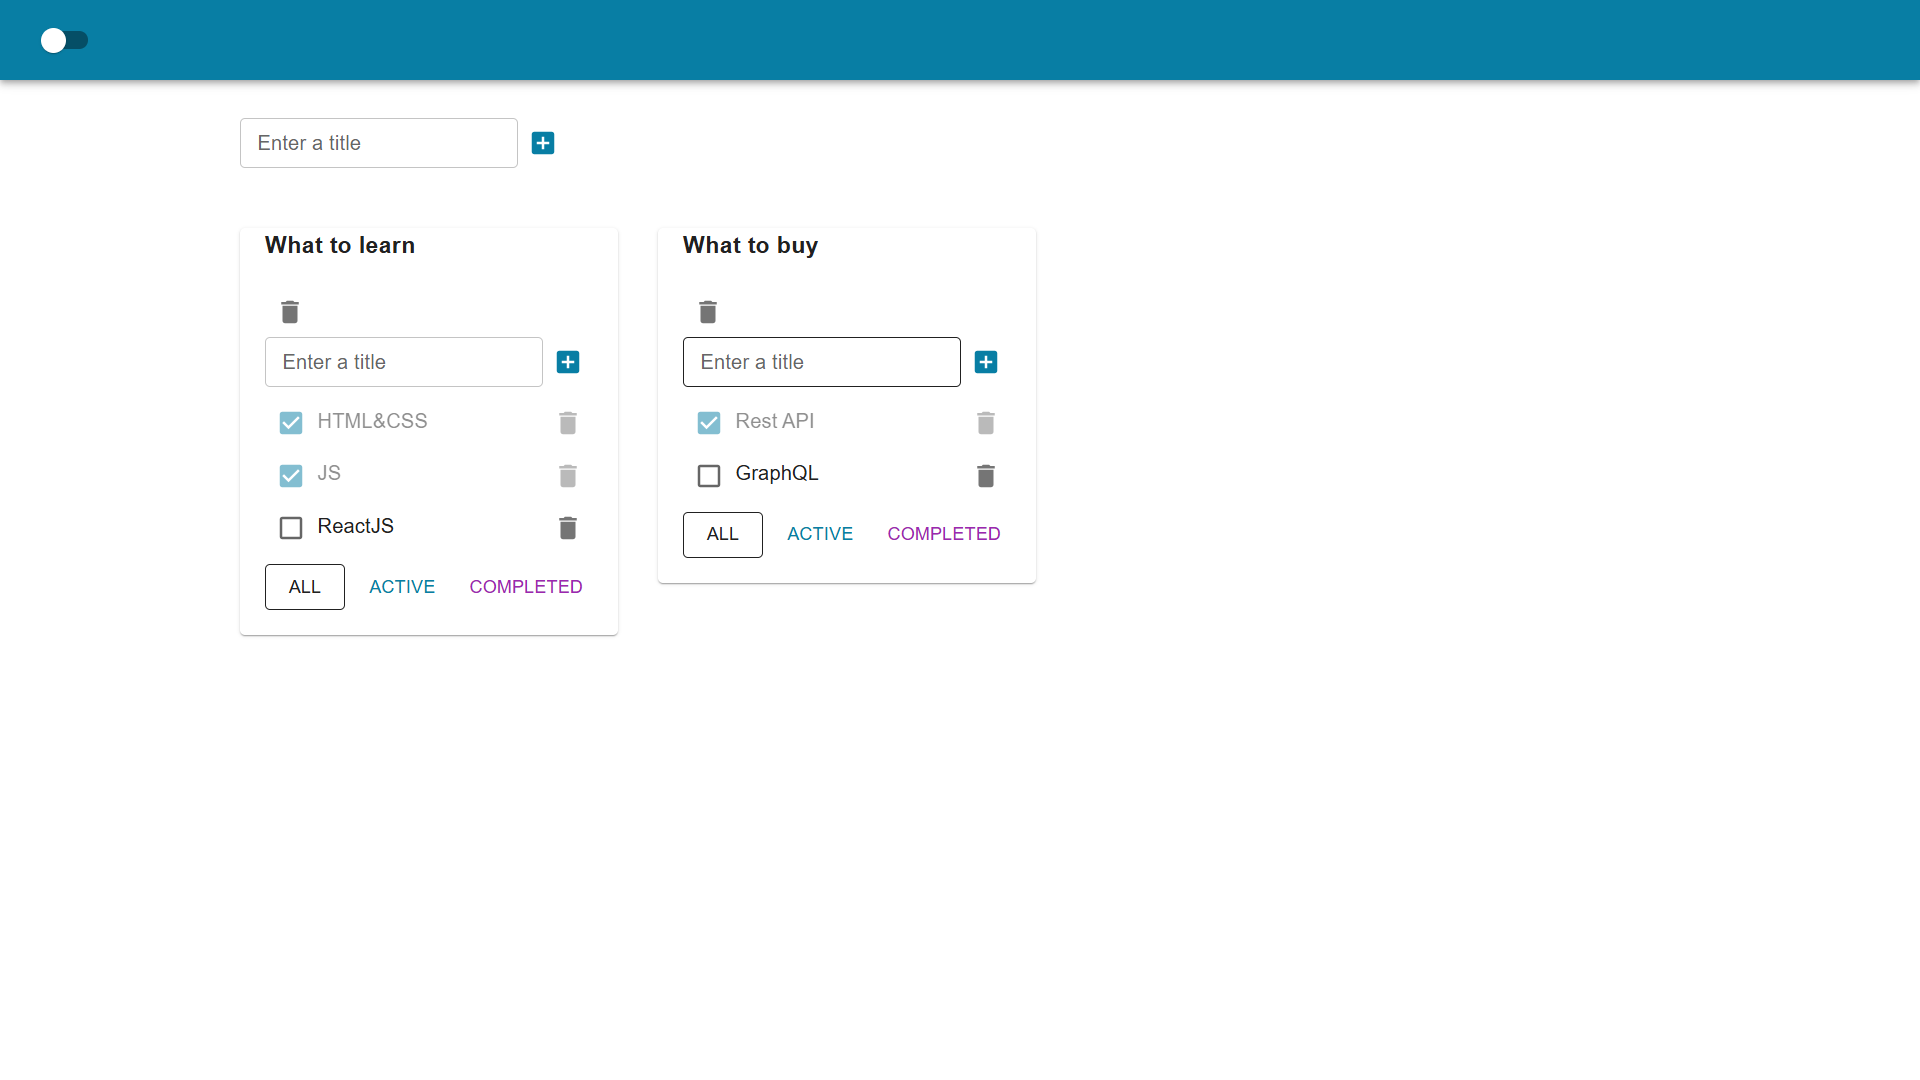 Enter a title
What to learn
Enter a title
HTML&CSS
JS
ReactJS
ALL ACTIVE COMPLETED
What to buy
Enter a title
Rest API
GraphQL
ALL ACTIVE COMPLETED